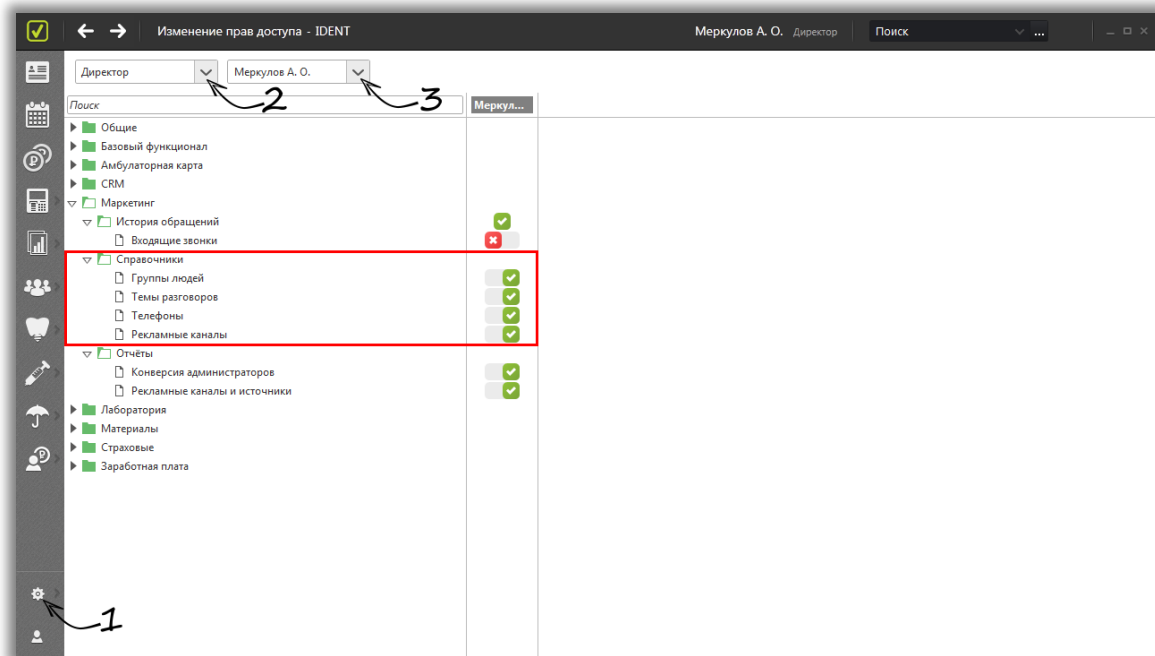 Изменение прав доступа - IDENT
Меркулов А. О. Директор
Поиск
...
Директор
Меркулов А. О.
2
3
Поиск
Меркул...
Общие
Базовый функционал
Амбулаторная карта
CRM
Маркетинг
История обращений
Входящие звонки
Справочники
Группы людей
Темы разговоров
Телефоны
Рекламные каналы
Отчёты
Конверсия администраторов
Рекламные каналы и источники
Лаборатория
Материалы
Страховые
Заработная плата
1